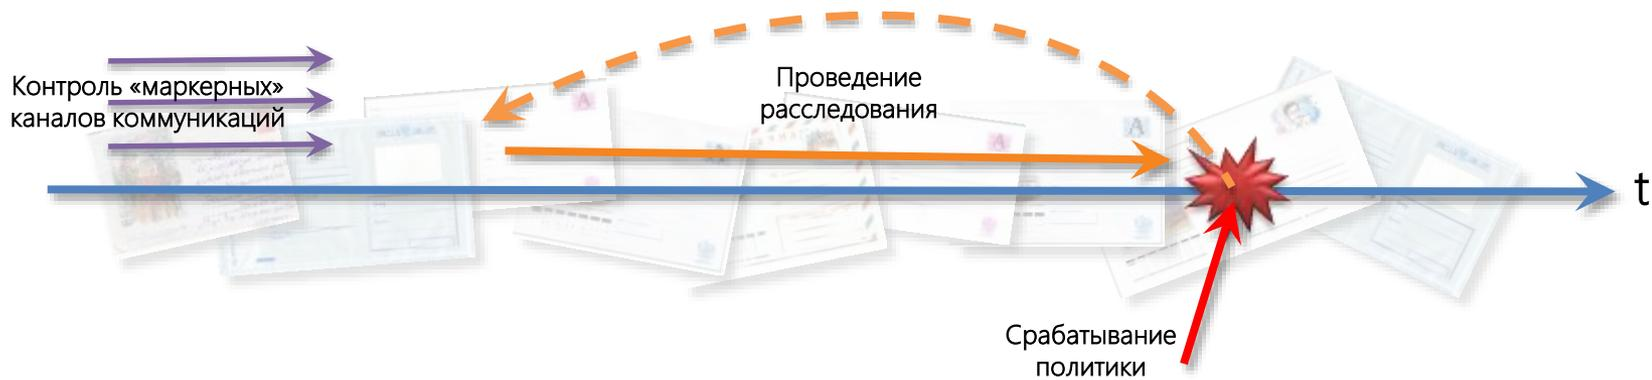 Контроль «маркерных»
каналов коммуникаций
Проведение
расследования
t
Срабатывание
политики